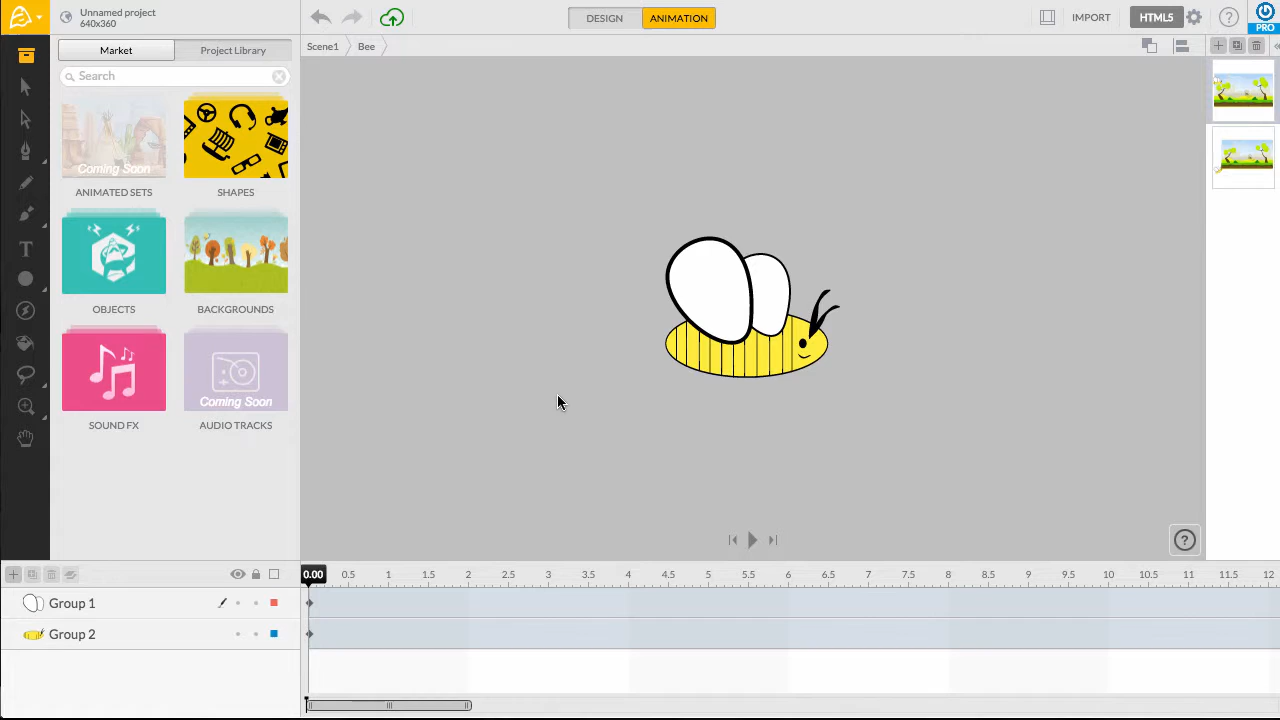 Unnamed project
640x360
DESIGN
ANIMATION
IMPORT
HTML5
?
PRO
Market
Project Library
Scene1
Bee
Search
Coming Soon
ANIMATED SETS
SHAPES
OBJECTS
BACKGROUNDS
SOUND FX
Coming Soon
AUDIO TRACKS
T
?
0.00 0.5 1 1.5 2 2.5 3 3.5 4 4.5 5 5.5 6 6.5 7 7.5 8 8.5 9 9.5 10 10.5 11 11.5 12
Group 1
Group 2